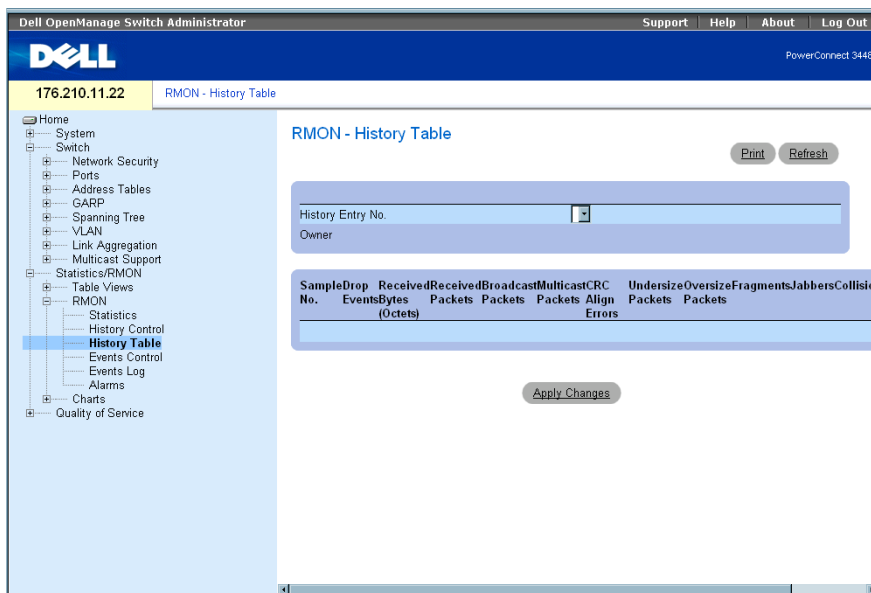 Dell OpenManage Switch Administrator
Support Help About Log Out
DELL
PowerConnect 3448
176.210.11.22
RMON - History Table
Home
System
Switch
Network Security
Ports
Address Tables
GARP
Spanning Tree
VLAN
Link Aggregation
Multicast Support
Statistics/RMON
Table Views
RMON
Statistics
History Control
History Table
Events Control
Events Log
Alarms
Charts
Quality of Service
RMON - History Table
Print Refresh
History Entry No.
Owner
Sample Drop Received Received Broadcast Multicast CRC Undersize Oversize Fragments Jabbers Collisio
No. Events Bytes Packets Packets Packets Align Packets Packets
(Octets) Errors
Apply Changes